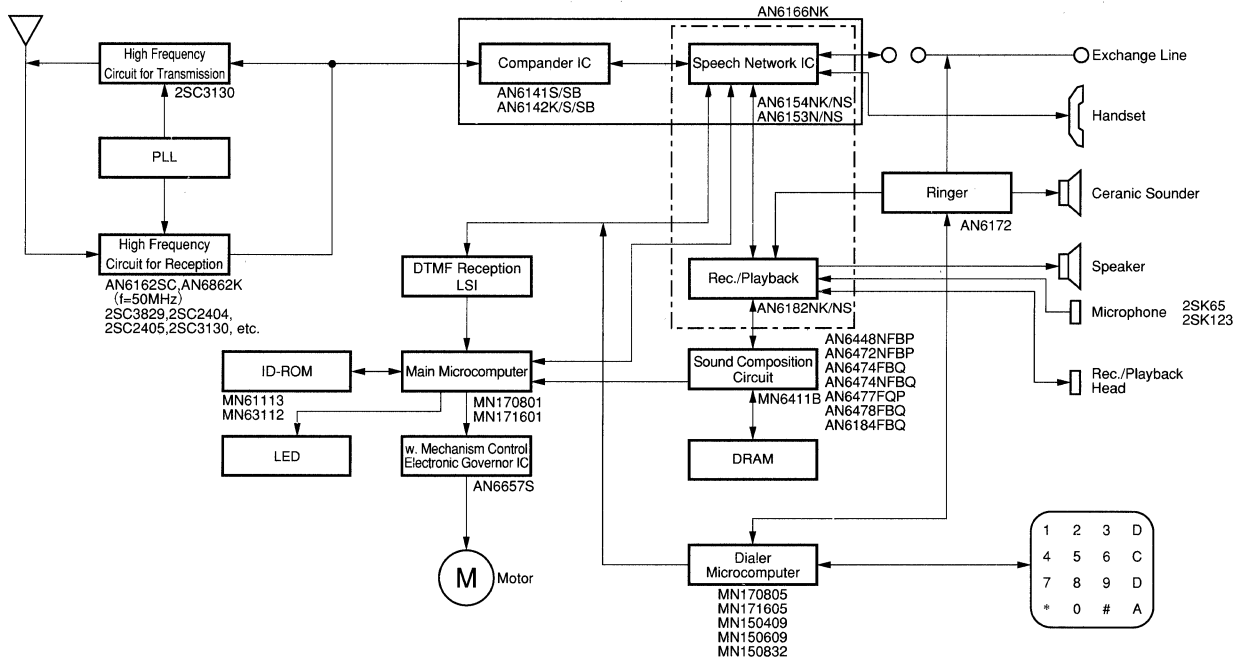 AN6166NK
High Frequency
Circuit for Transmission
2SC3130
Compander IC
AN6141S/SB
AN6142K/S/SB
Speech Network IC
AN6154NK/NS
AN6153N/NS
Exchange Line
Handset
PLL
Ringer
AN6172
Ceranic Sounder
High Frequency
Circuit for Reception
AN6162SC,AN6862K
(f=50MHz)
2SC3829,2SC2404,
2SC2405,2SC3130, etc.
DTMF Reception
LSI
Rec./Playback
AN6182NK/NS
Speaker
Microphone
2SK65
2SK123
Rec./Playback
Head
ID-ROM
MN61113
MN63112
Main Microcomputer
MN170801
MN171601
Sound Composition
Circuit
MN6411B
AN6448NFBP
AN6472NFBP
AN6474FBQ
AN6474NFBQ
AN6477FQP
AN6478FBQ
AN6184FBQ
LED
w. Mechanism Control
Electronic Governor IC
AN6657S
DRAM
M
Motor
Dialer
Microcomputer
MN170805
MN171605
MN150409
MN150609
MN150832
1 2 3 D
4 5 6 C
7 8 9 D
* 0 # A